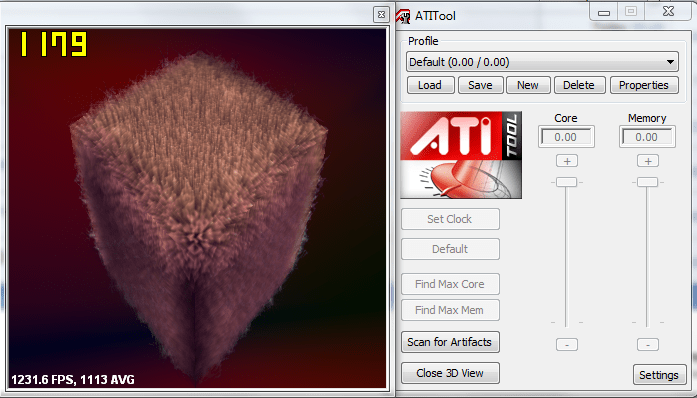 1179
1231.6 FPS, 1113 AVG
ATITool
Profile
Default (0.00 / 0.00)
Load Save New Delete Properties
ATI TOOL
Core Memory
0.00 0.00
+ +
Set Clock
Default
Find Max Core
Find Max Mem
Scan for Artifacts
- -
Close 3D View
Settings